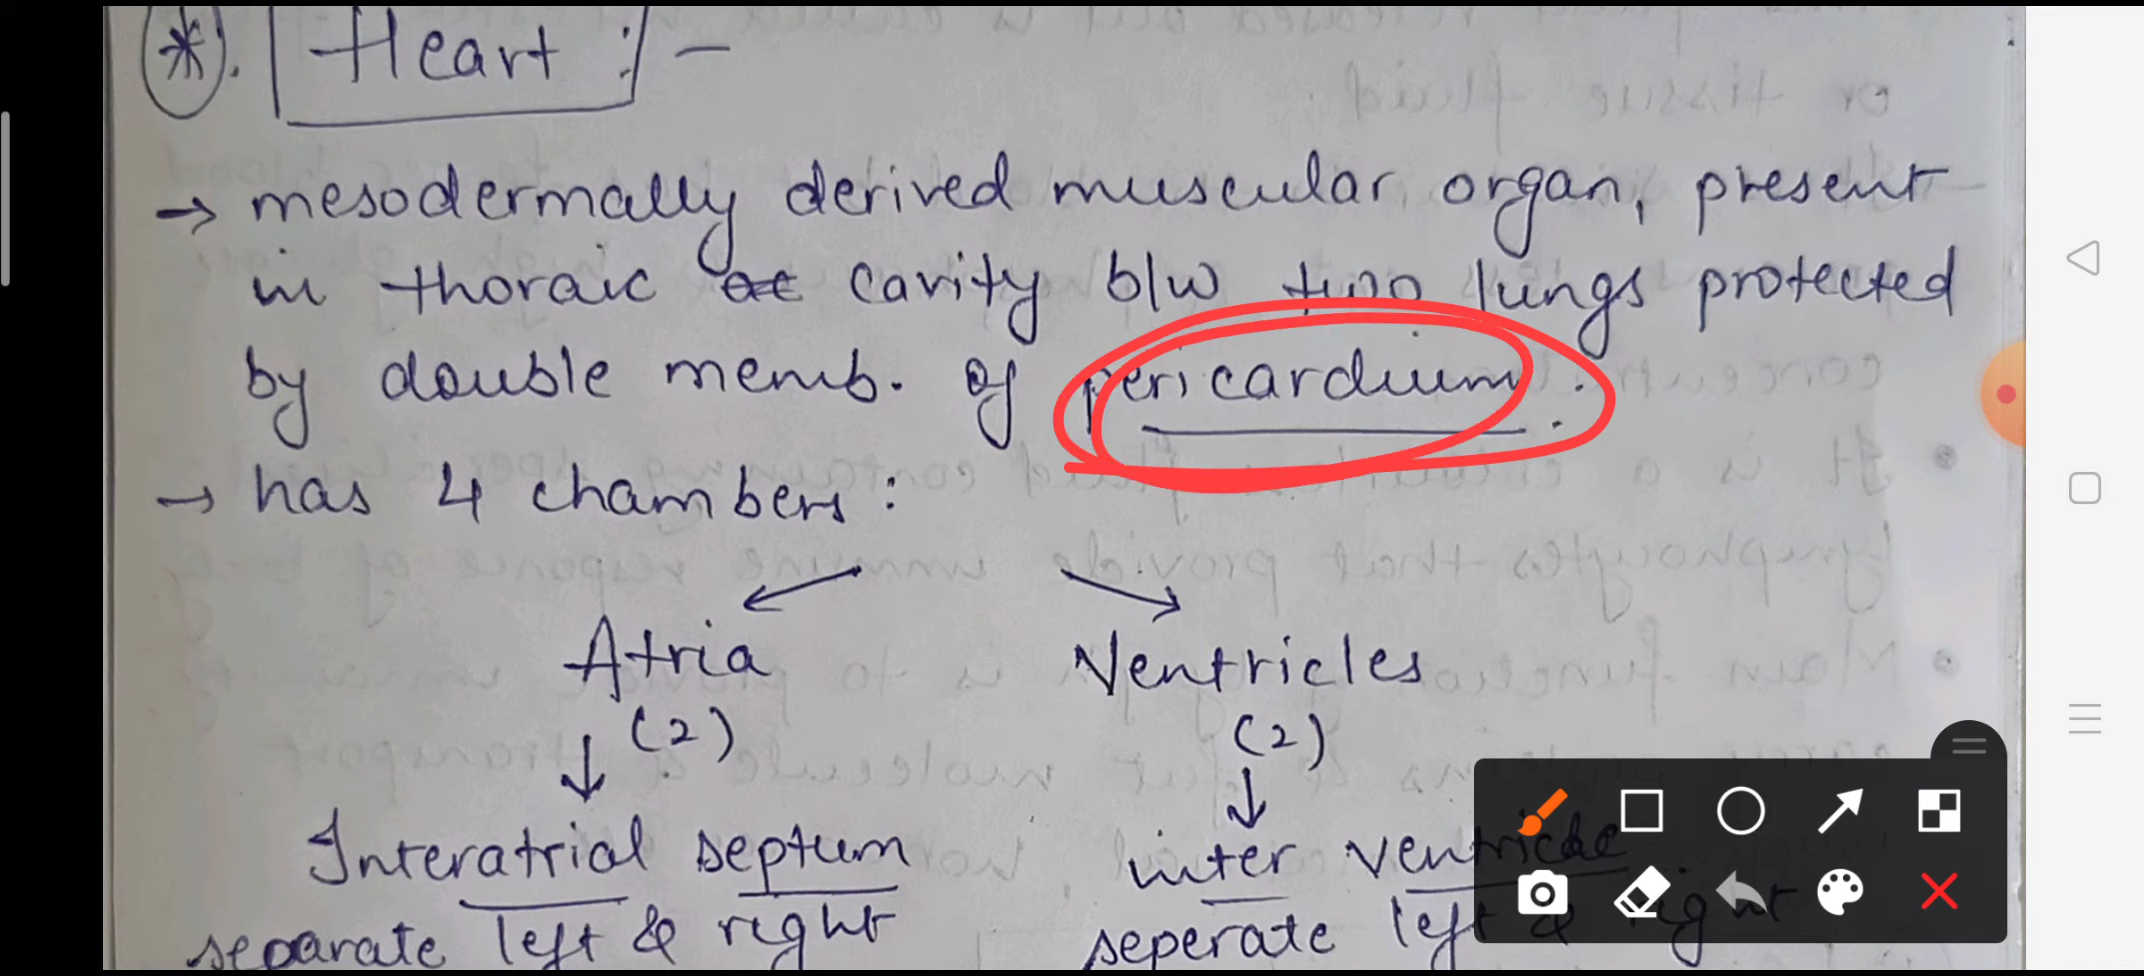 (*). Heart :-
→ mesodermally derived muscular organ, present
in thoraic cavity b/w two lungs protected
by double memb. of pericardium.
→ has 4 chambers :
Atria Ventricles
(2) (2)
Interatrial septum inter ventricle
separate left & right seperate left & right